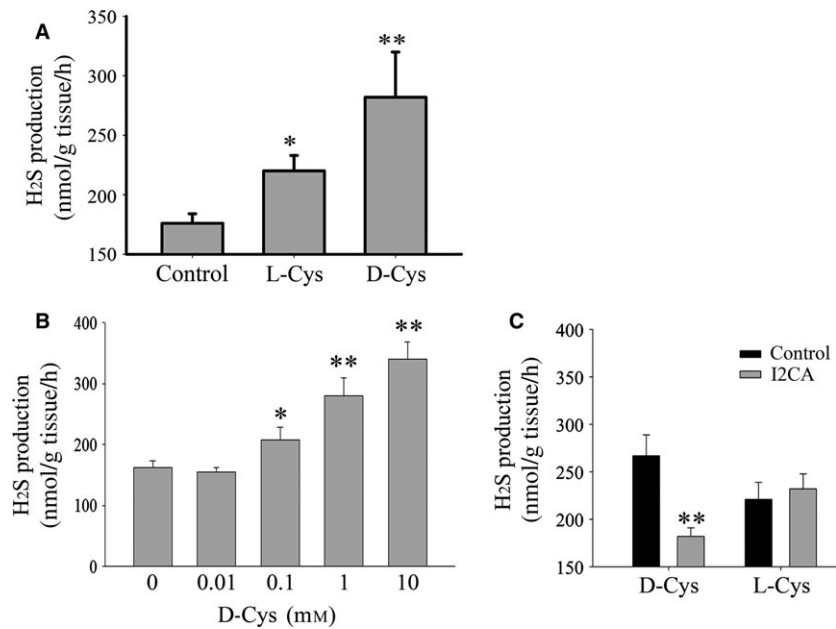 A
H2S production
(nmol/g tissue/h)
350
300
250
200
150
*
**
Control L-Cys D-Cys
B
H2S production
(nmol/g tissue/h)
400
300
200
100
0
*
**
**
0 0.01 0.1 1 10
D-Cys (mM)
C
H2S production
(nmol/g tissue/h)
400
350
300
250
200
150
Control
I2CA
**
D-Cys L-Cys